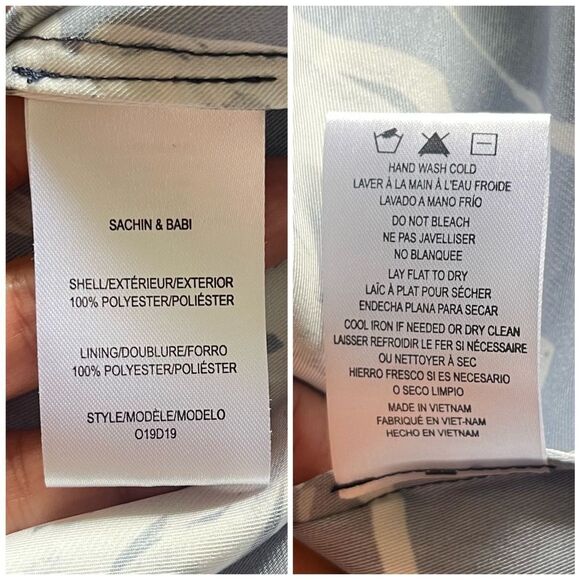 SACHIN & BABI
SHELL/EXTÉRIEUR/EXTERIOR
100% POLYESTER/POLIÉSTER
LINING/DOUBLURE/FORRO
100% POLYESTER/POLIÉSTER
STYLE/MODÈLE/MODELO
O19D19
HAND WASH COLD
LAVER À LA MAIN À L'EAU FROIDE
LAVADO A MANO FRÍO
DO NOT BLEACH
NE PAS JAVELLISER
NO BLANQUEE
LAY FLAT TO DRY
LAÏC À PLAT POUR SÉCHER
ENDECHA PLANA PARA SECAR
COOL IRON IF NEEDED OR DRY CLEAN
LAISSER REFROIDIR LE FER SI NÉCESSAIRE
OU NETTOYER À SEC
HIERRO FRESCO SI ES NECESARIO
O SECO LIMPIO
MADE IN VIETNAM
FABRIQUÉ EN VIET-NAM
HECHO EN VIETNAM